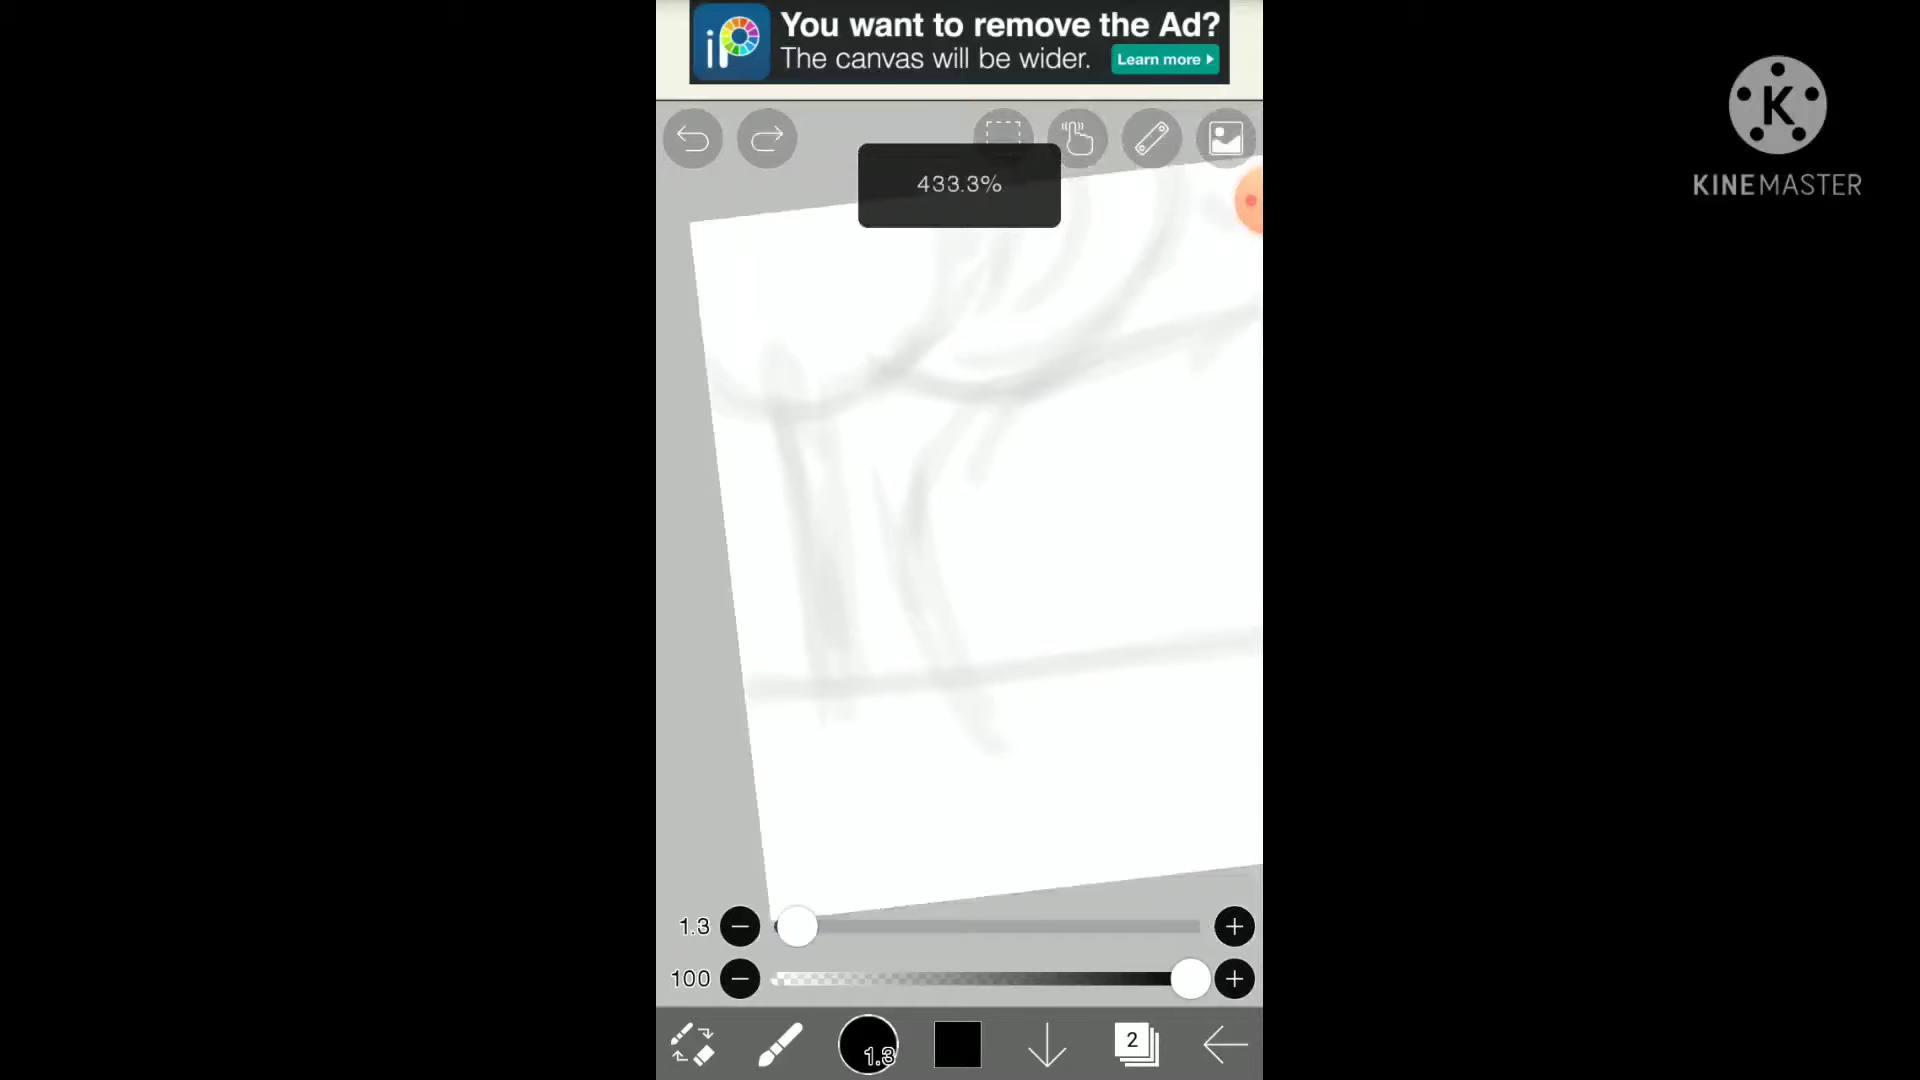 iP
You want to remove the Ad?
The canvas will be wider.
Learn more
433.3%
K
KINEMASTER
1.3
100
1.3
2